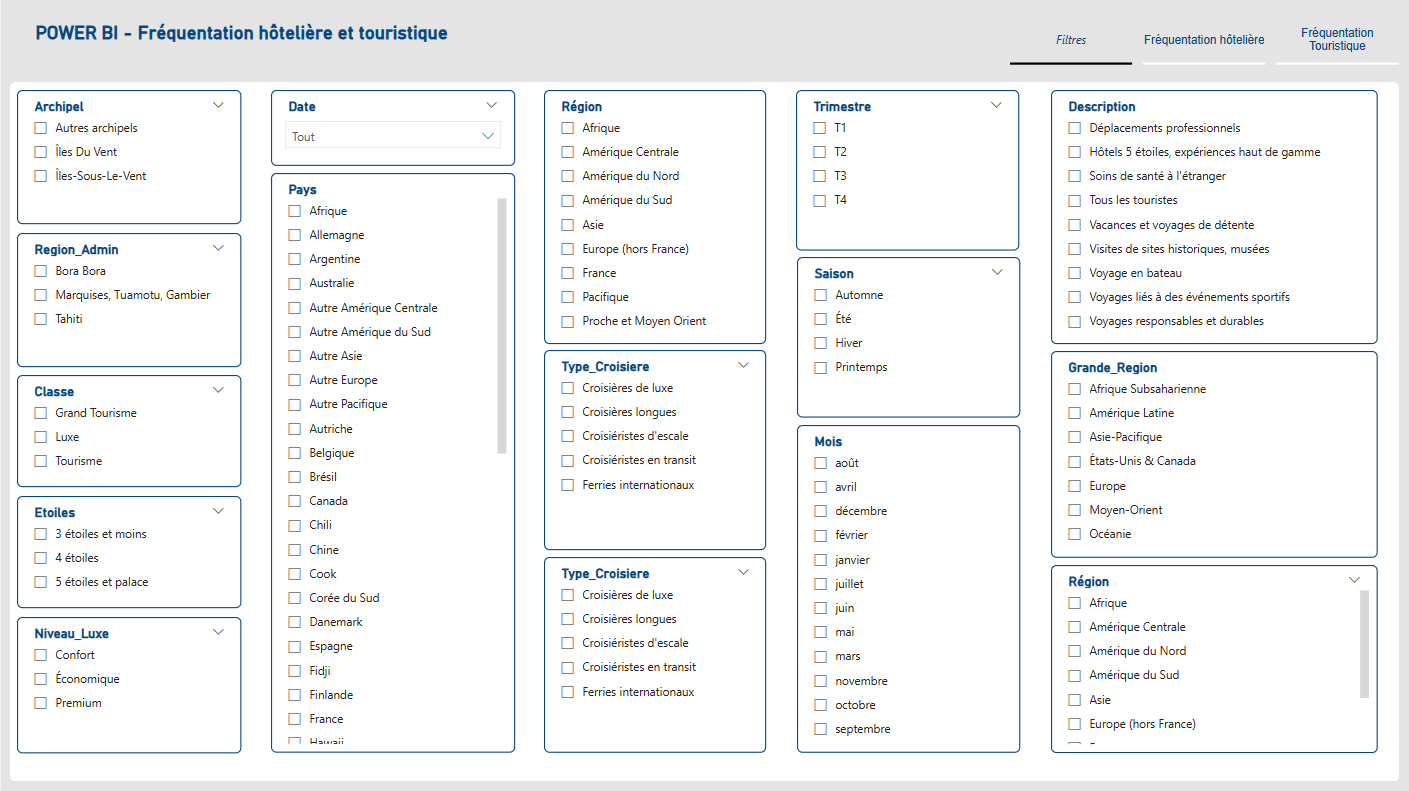 POWER BI - Fréquentation hôtelière et touristique
Filtres
Fréquentation hôtelière
Fréquentation
Touristique
Archipel
Autres archipels
Îles Du Vent
Îles-Sous-Le-Vent
Region_Admin
Bora Bora
Marquises, Tuamotu, Gambier
Tahiti
Classe
Grand Tourisme
Luxe
Tourisme
Etoiles
3 étoiles et moins
4 étoiles
5 étoiles et palace
Niveau_Luxe
Confort
Économique
Premium
Date
Tout
Pays
Afrique
Allemagne
Argentine
Australie
Autre Amérique Centrale
Autre Amérique du Sud
Autre Asie
Autre Europe
Autre Pacifique
Autriche
Belgique
Brésil
Canada
Chili
Chine
Cook
Corée du Sud
Danemark
Espagne
Fidji
Finlande
France
Hawaii
Région
Afrique
Amérique Centrale
Amérique du Nord
Amérique du Sud
Asie
Europe (hors France)
France
Pacifique
Proche et Moyen Orient
Type_Croisiere
Croisières de luxe
Croisières longues
Croisiéristes d'escale
Croisiéristes en transit
Ferries internationaux
Type_Croisiere
Croisières de luxe
Croisières longues
Croisiéristes d'escale
Croisiéristes en transit
Ferries internationaux
Trimestre
T1
T2
T3
T4
Saison
Automne
Été
Hiver
Printemps
Mois
août
avril
décembre
février
janvier
juillet
juin
mai
mars
novembre
octobre
septembre
Description
Déplacements professionnels
Hôtels 5 étoiles, expériences haut de gamme
Soins de santé à l'étranger
Tous les touristes
Vacances et voyages de détente
Visites de sites historiques, musées
Voyage en bateau
Voyages liés à des événements sportifs
Voyages responsables et durables
Grande_Region
Afrique Subsaharienne
Amérique Latine
Asie-Pacifique
États-Unis & Canada
Europe
Moyen-Orient
Océanie
Région
Afrique
Amérique Centrale
Amérique du Nord
Amérique du Sud
Asie
Europe (hors France)